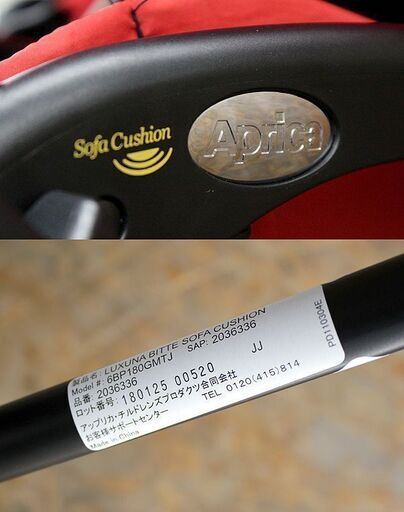 Sofa Cushion
Aprica
製品名: LUXUNA BITTE SOFA CUSHION
Model #: 6BP180GMTJ SAP: 2036336
品番: 2036336
ロット番号: 180125 00520 JJ
アップリカ・チルドレンズプロダクツ合同会社
お客様サポートセンター TEL 0120(415)814
Made in China
PD110304E